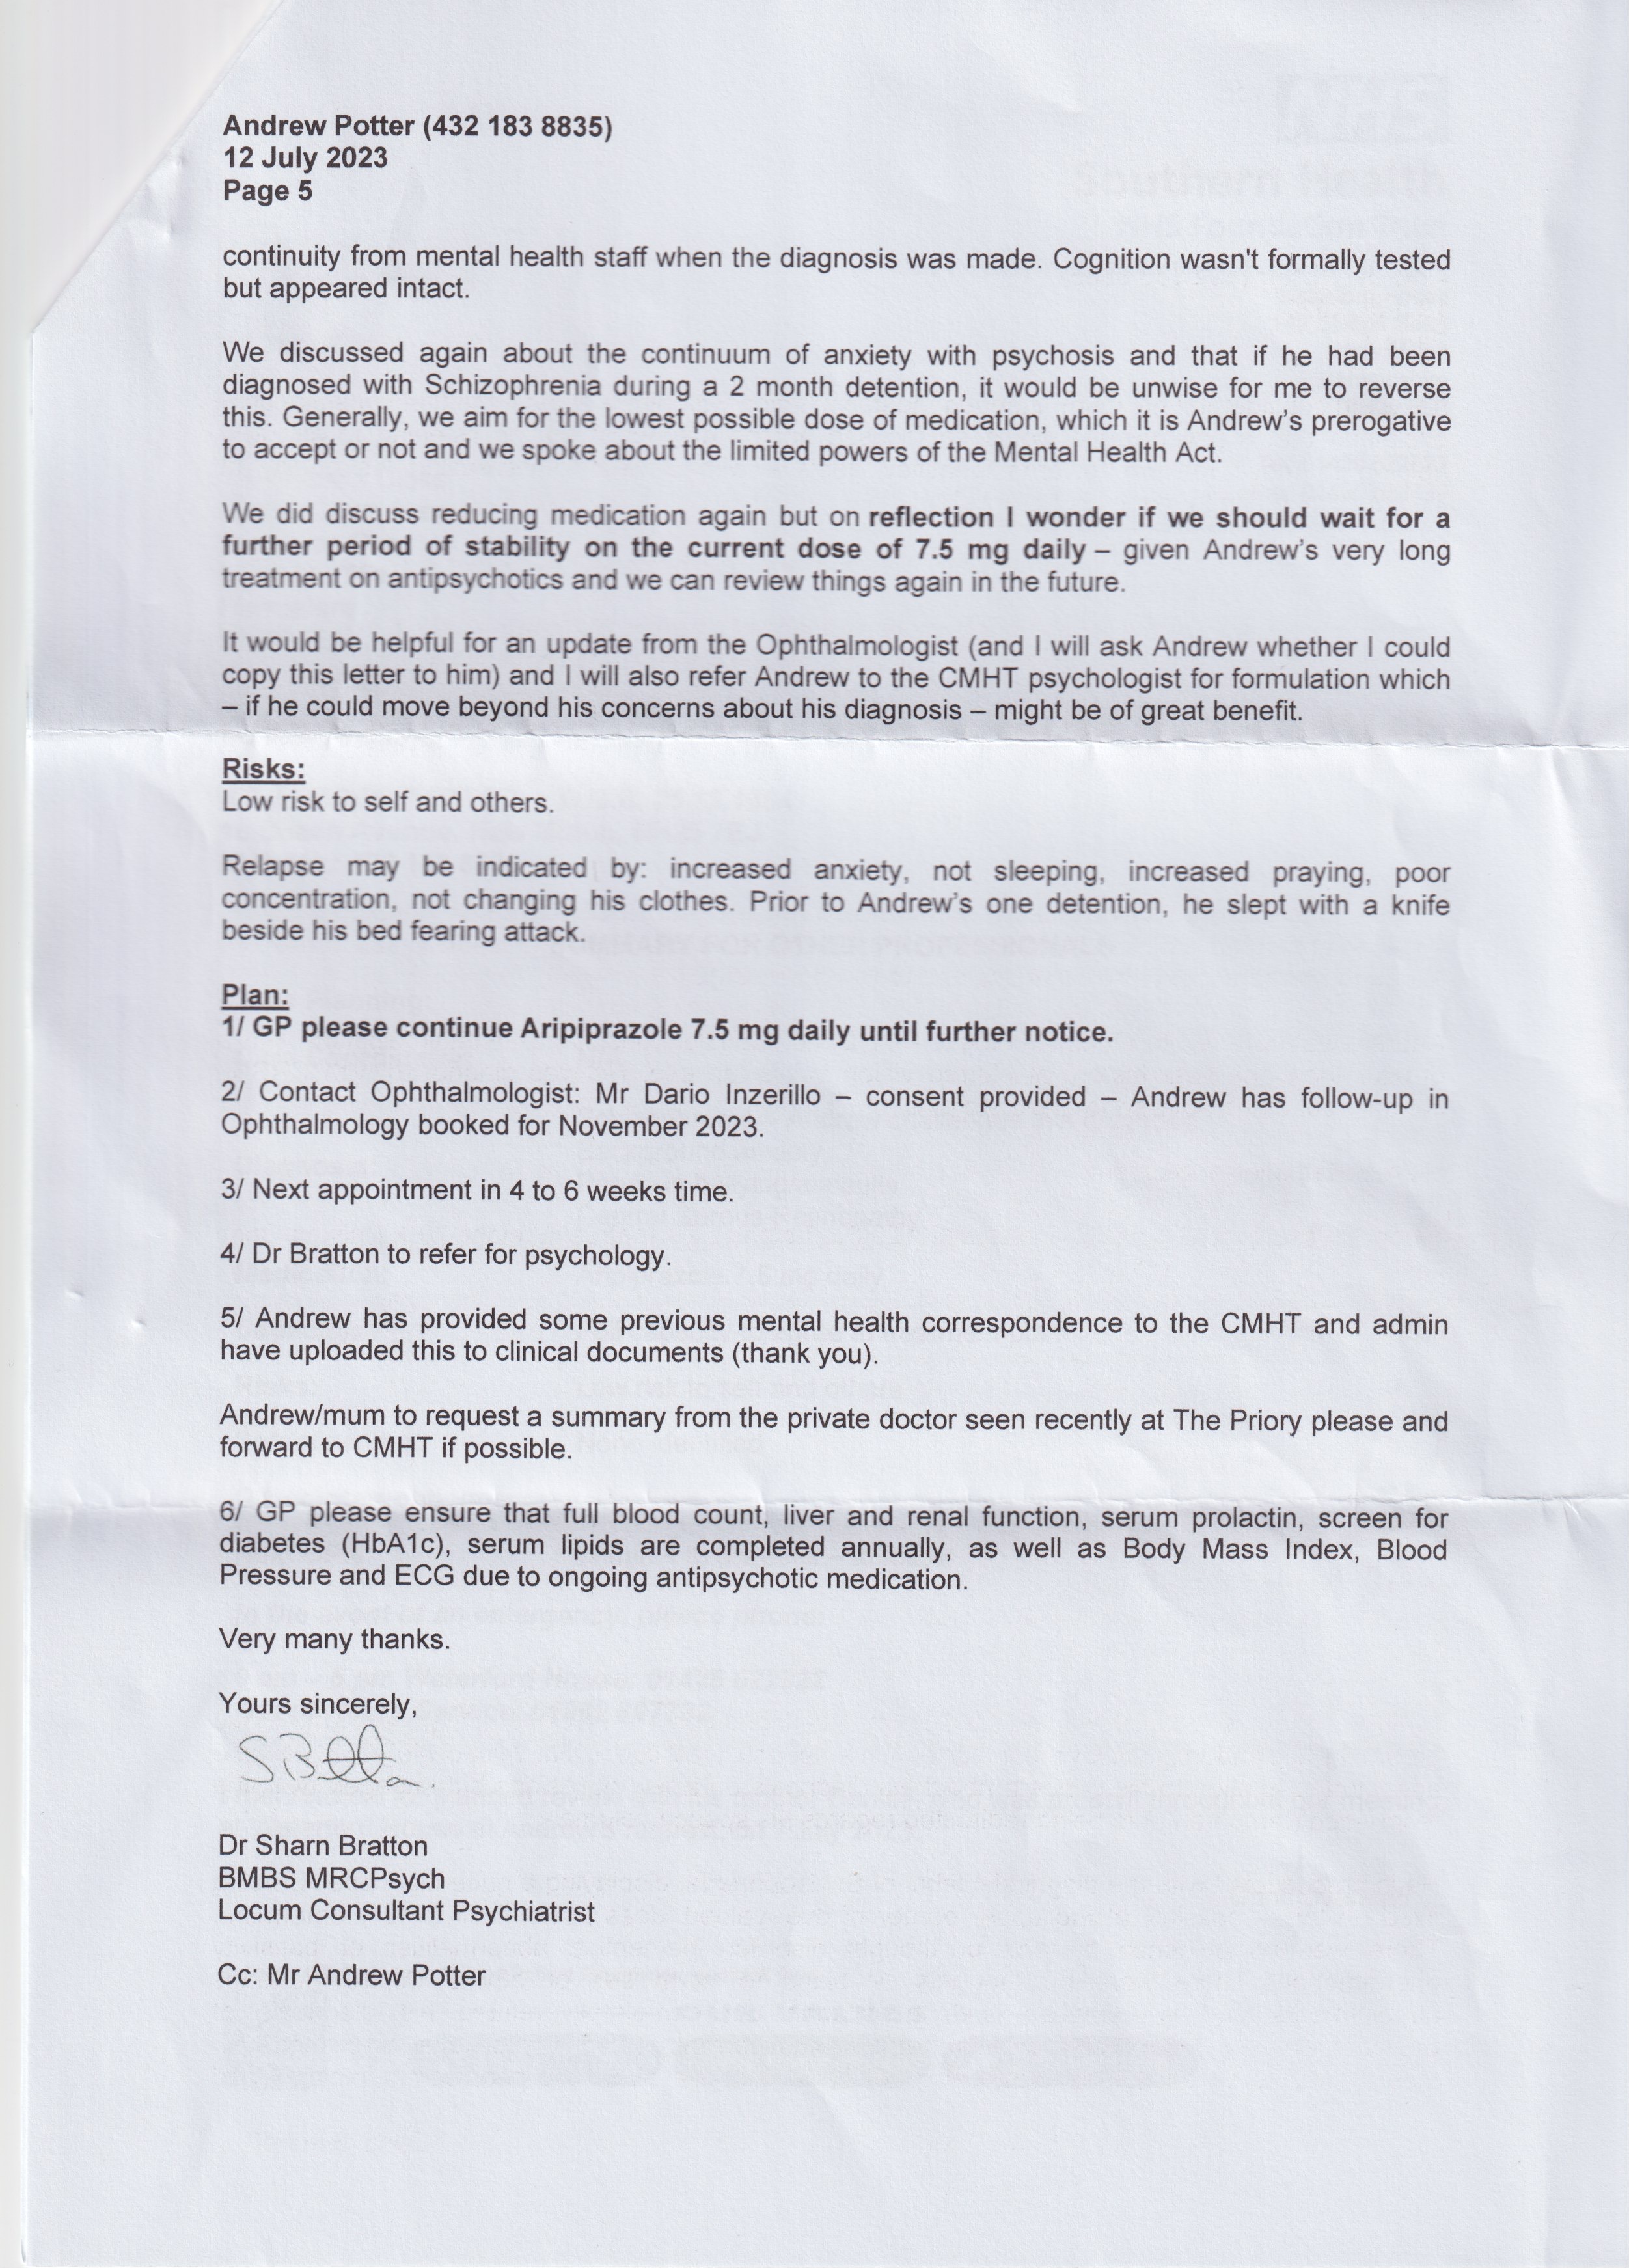 Andrew Potter (432 183 8835)
12 July 2023
Page 5
continuity from mental health staff when the diagnosis was made. Cognition wasn't formally tested
but appeared intact.
We discussed again about the continuum of anxiety with psychosis and that if he had been
diagnosed with Schizophrenia during a 2 month detention, it would be unwise for me to reverse
this. Generally, we aim for the lowest possible dose of medication, which it is Andrew's prerogative
to accept or not and we spoke about the limited powers of the Mental Health Act.
We did discuss reducing medication again but on reflection I wonder if we should wait for a
further period of stability on the current dose of 7.5 mg daily – given Andrew's very long
treatment on antipsychotics and we can review things again in the future.
It would be helpful for an update from the Ophthalmologist (and I will ask Andrew whether I could
copy this letter to him) and I will also refer Andrew to the CMHT psychologist for formulation which
– if he could move beyond his concerns about his diagnosis – might be of great benefit.
Risks:
Low risk to self and others.
Relapse may be indicated by: increased anxiety, not sleeping, increased praying, poor
concentration, not changing his clothes. Prior to Andrew's one detention, he slept with a knife
beside his bed fearing attack.
Plan:
1/ GP please continue Aripiprazole 7.5 mg daily until further notice.
2/ Contact Ophthalmologist: Mr Dario Inzerillo – consent provided – Andrew has follow-up in
Ophthalmology booked for November 2023.
3/ Next appointment in 4 to 6 weeks time.
4/ Dr Bratton to refer for psychology.
5/ Andrew has provided some previous mental health correspondence to the CMHT and admin
have uploaded this to clinical documents (thank you).
Andrew/mum to request a summary from the private doctor seen recently at The Priory please and
forward to CMHT if possible.
6/ GP please ensure that full blood count, liver and renal function, serum prolactin, screen for
diabetes (HbA1c), serum lipids are completed annually, as well as Body Mass Index, Blood
Pressure and ECG due to ongoing antipsychotic medication.
Very many thanks.
Yours sincerely,
Dr Sharn Bratton
BMBS MRCPsych
Locum Consultant Psychiatrist
Cc: Mr Andrew Potter